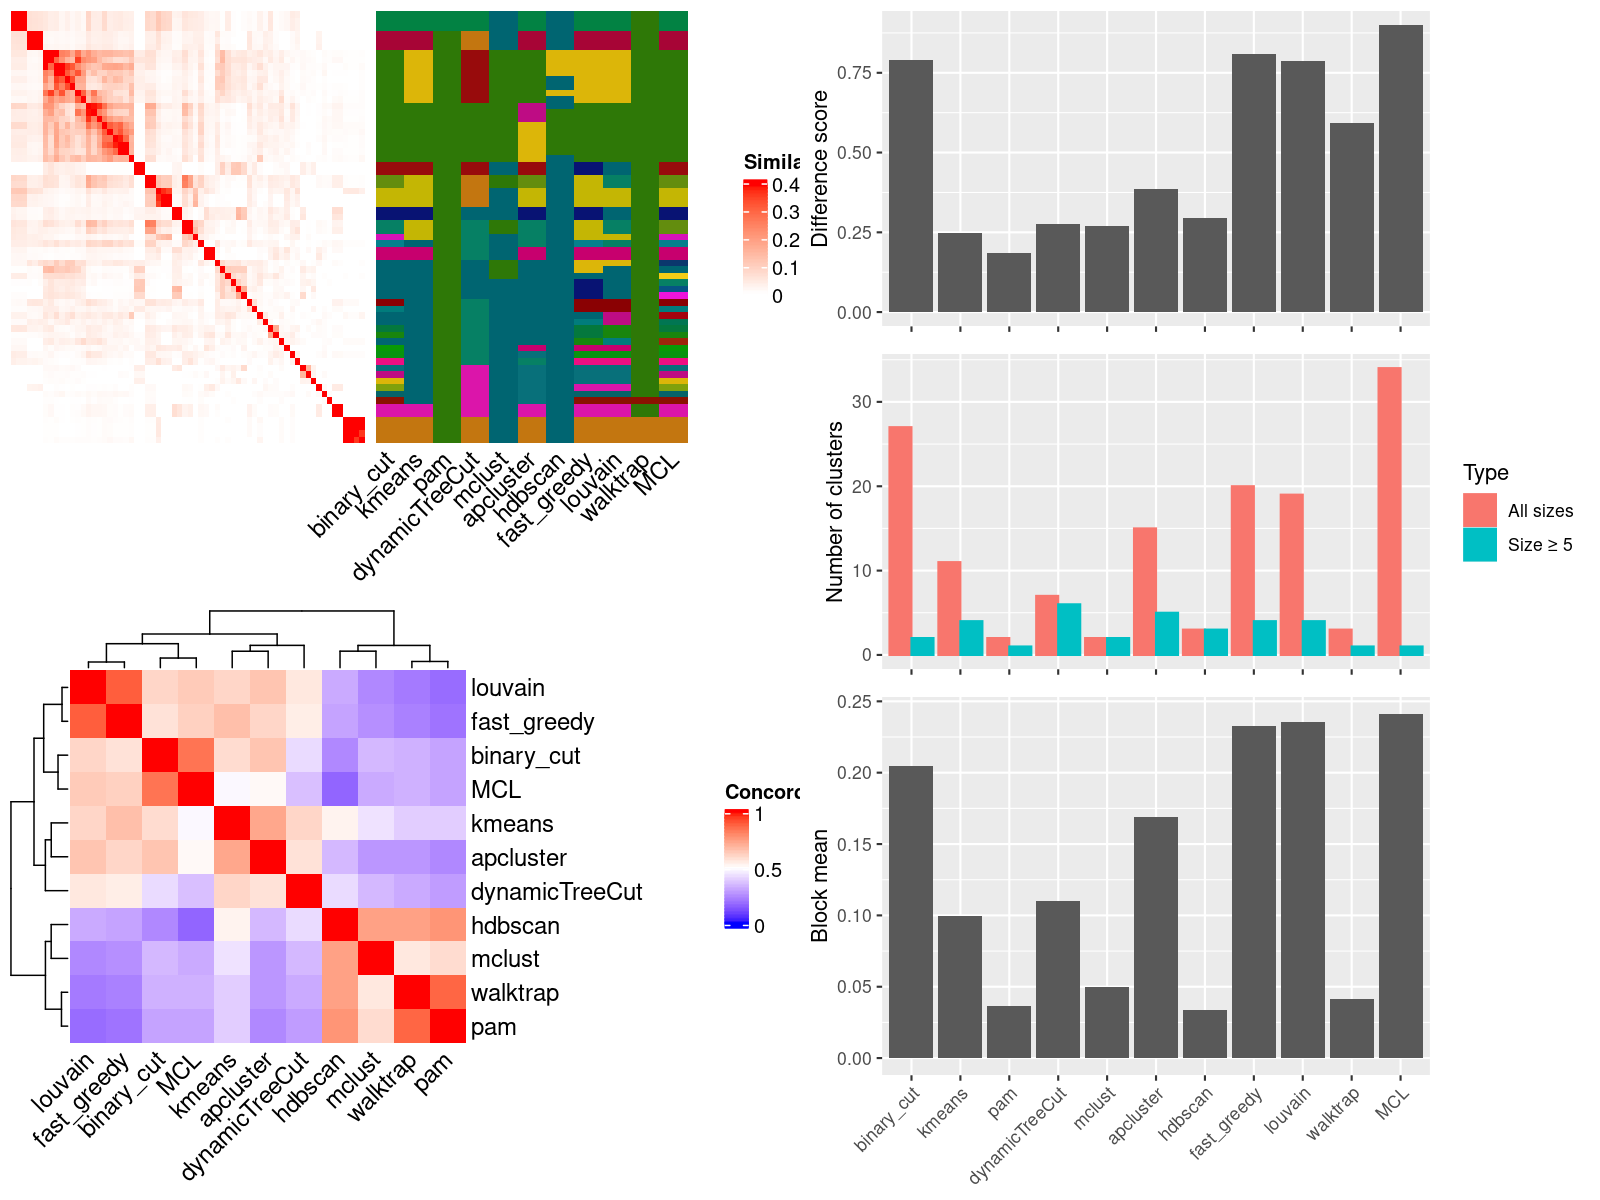 Simila
0.4
0.3
0.2
0.1
0
binary_cut
kmeans
pam
dynamicTreeCut
mclust
apcluster
hdbscan
fast_greedy
louvain
walktrap
MCL
louvain
fast_greedy
binary_cut
MCL
kmeans
apcluster
dynamicTreeCut
hdbscan
mclust
walktrap
pam
louvain
fast_greedy
binary_cut
MCL
kmeans
apcluster
dynamicTreeCut
hdbscan
mclust
walktrap
pam
Concord
1
0.5
0
Difference score
0.75
0.50
0.25
0.00
Number of clusters
30
20
10
0
Type
All sizes
Size ≥ 5
Block mean
0.25
0.20
0.15
0.10
0.05
0.00
binary_cut
kmeans
pam
dynamicTreeCut
mclust
apcluster
hdbscan
fast_greedy
louvain
walktrap
MCL